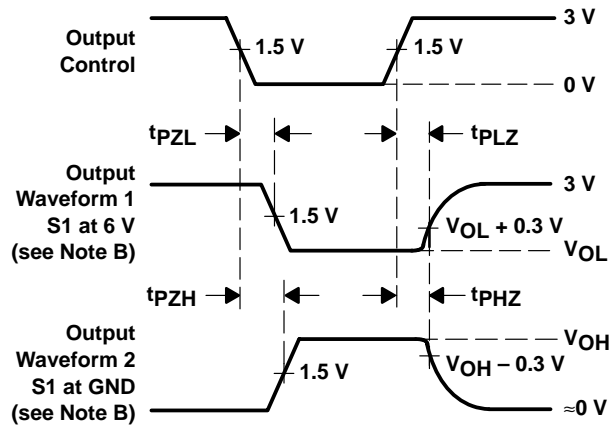 3 V
Output
Control
1.5 V
1.5 V
0 V
tPZL
tPLZ
Output
Waveform 1
S1 at 6 V
(see Note B)
3 V
1.5 V
VOL + 0.3 V
VOL
tPZH
tPHZ
Output
Waveform 2
S1 at GND
(see Note B)
VOH
1.5 V
VOH − 0.3 V
≈0 V